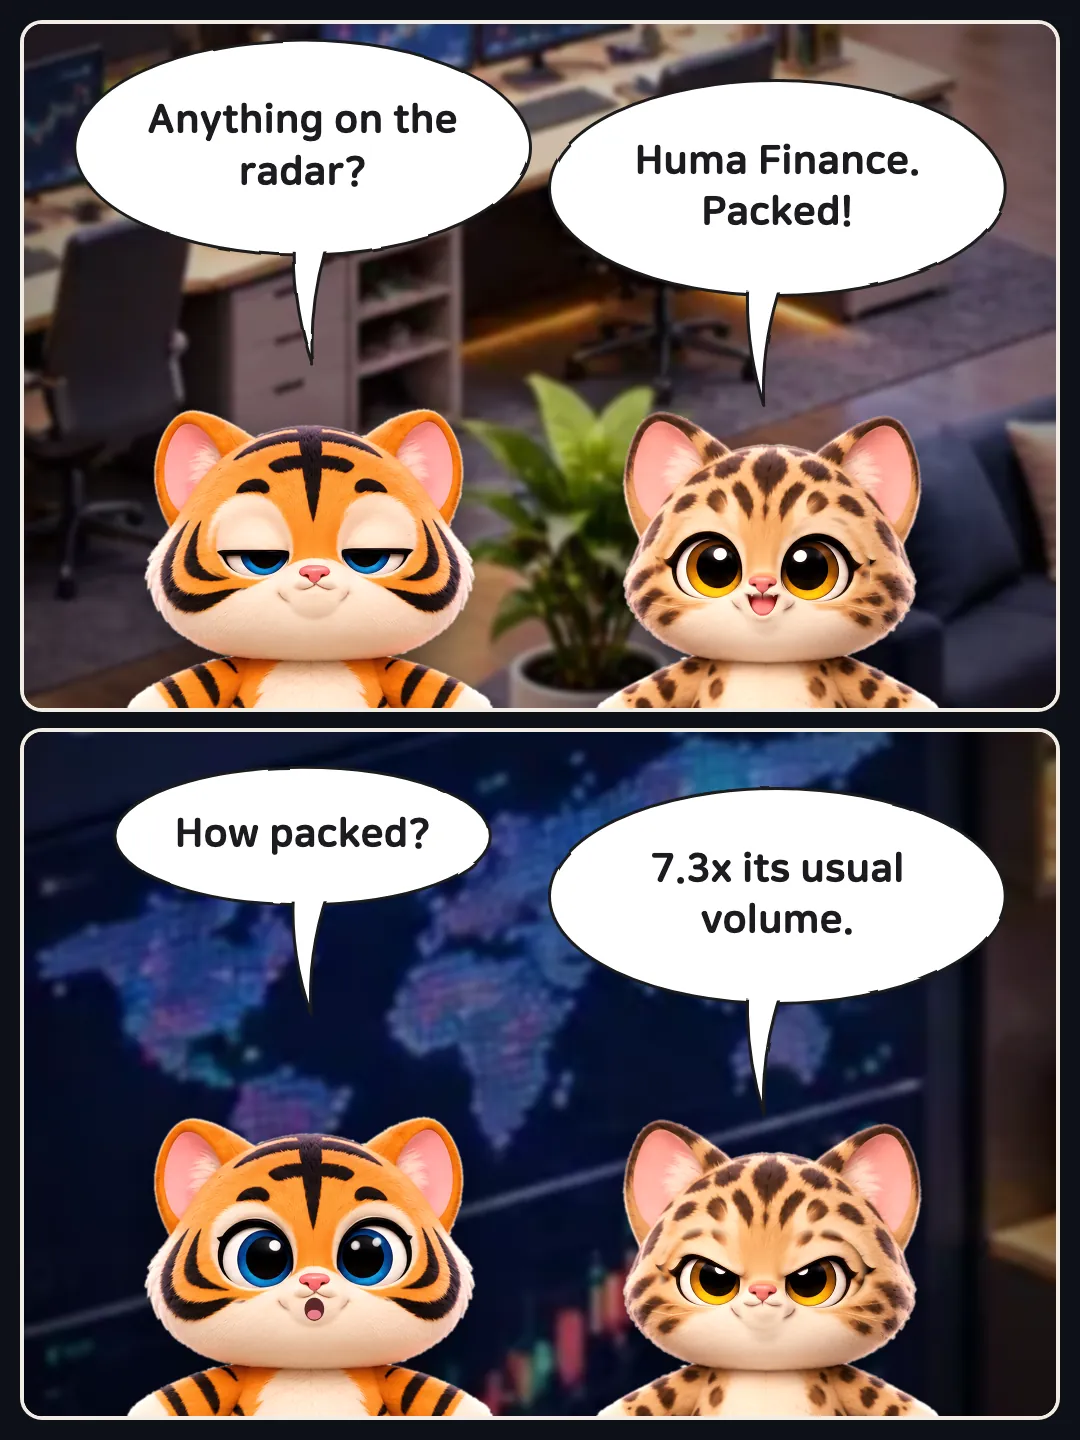 Anything on the
radar?
Huma Finance.
Packed!
How packed?
7.3x its usual
volume.